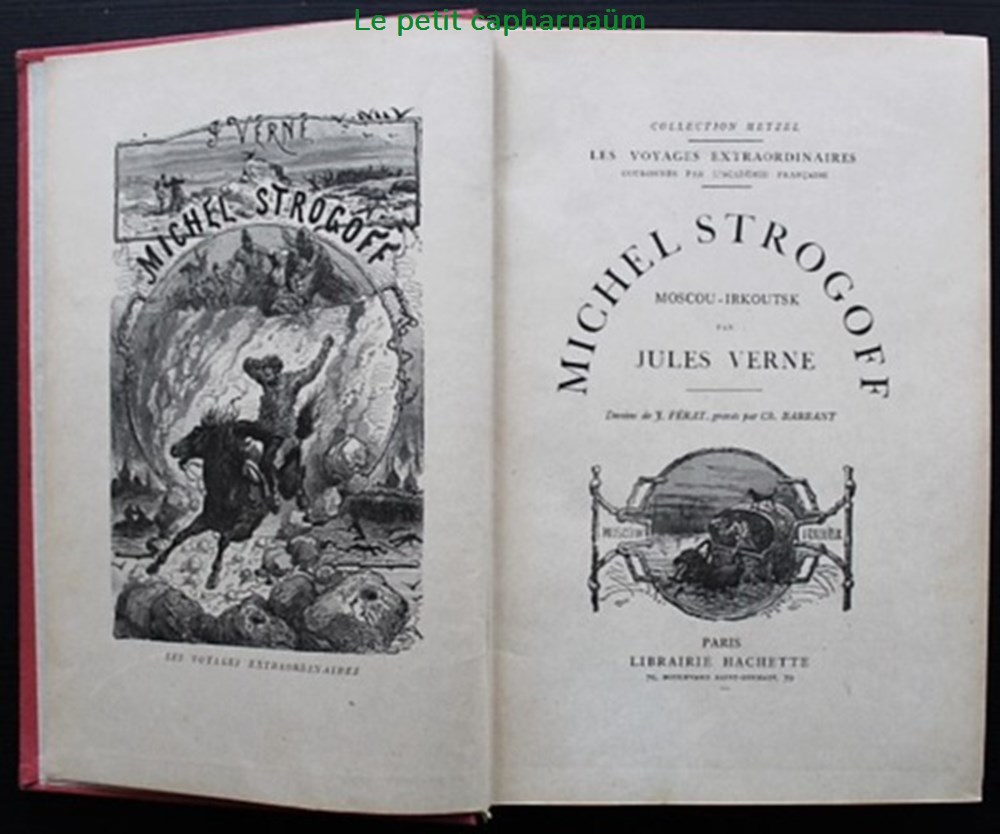 Le petit capharnaüm
J. VERNE
MICHEL STROGOFF
LES VOYAGES EXTRAORDINAIRES
COLLECTION HETZEL
LES VOYAGES EXTRAORDINAIRES
COURONNÉS PAR L'ACADÉMIE FRANÇAISE
MICHEL STROGOFF
MOSCOU-IRKOUTSK
PAR
JULES VERNE
Dessins de J. FÉRAT, gravés par Ch. BARBANT
MOSCOU
PARIS
LIBRAIRIE HACHETTE
79, BOULEVARD SAINT-GERMAIN, 79